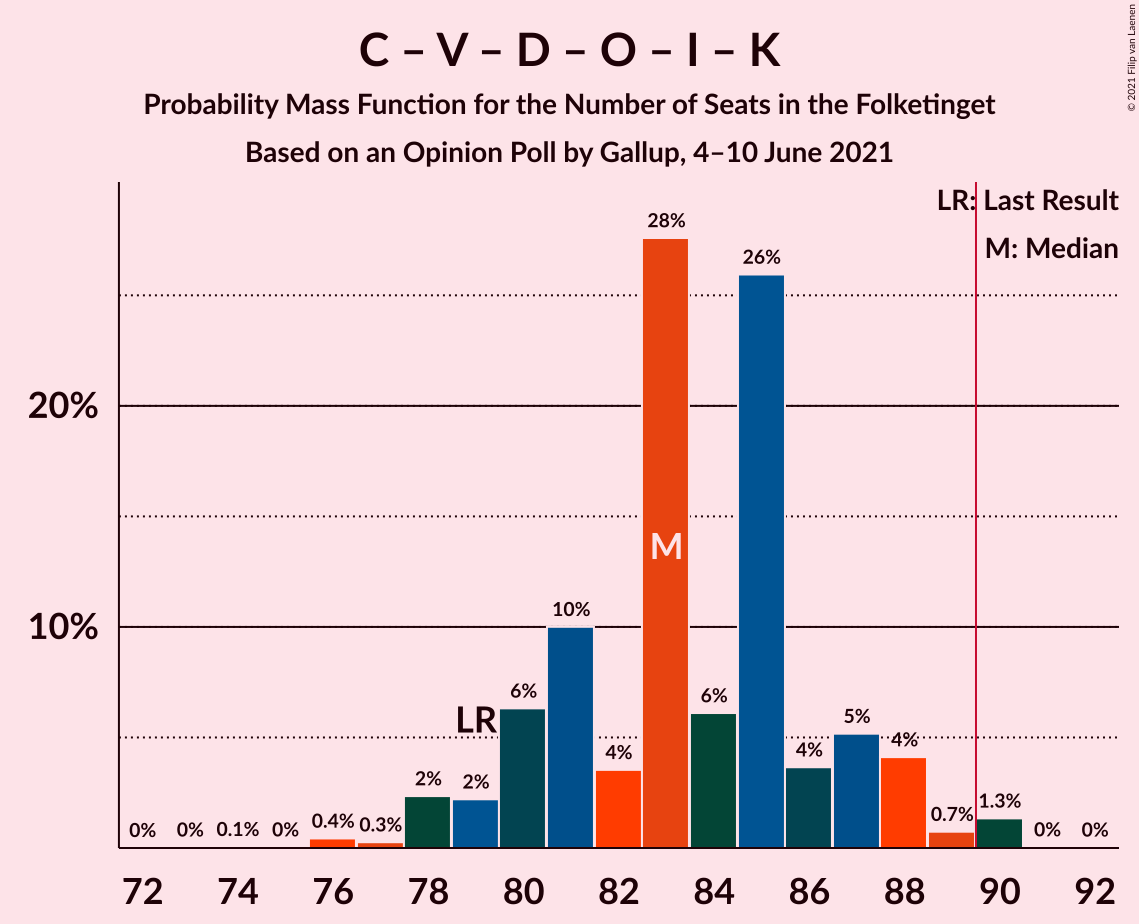 C – V – D – O – I – K
Probability Mass Function for the Number of Seats in the Folketinget
Based on an Opinion Poll by Gallup, 4–10 June 2021
© 2021 Filip van Laenen
LR: Last Result
M: Median
28%
26%
20%
M
10%
10%
6%
LR
6%
5%
4%
4%
4%
2%
2%
0%
0%
0.1%
0%
0.4%
0.3%
0.7%
1.3%
0%
0%
72 74 76 78 80 82 84 86 88 90 92